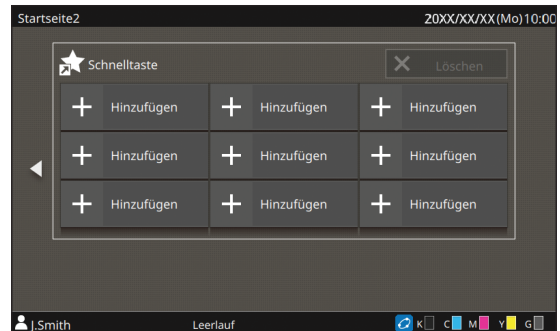 Startseite2 20XX/XX/XX(Mo)10:00
Schnelltaste Löschen
Hinzufügen Hinzufügen Hinzufügen
Hinzufügen Hinzufügen Hinzufügen
Hinzufügen Hinzufügen Hinzufügen
J.Smith Leerlauf K C M Y G